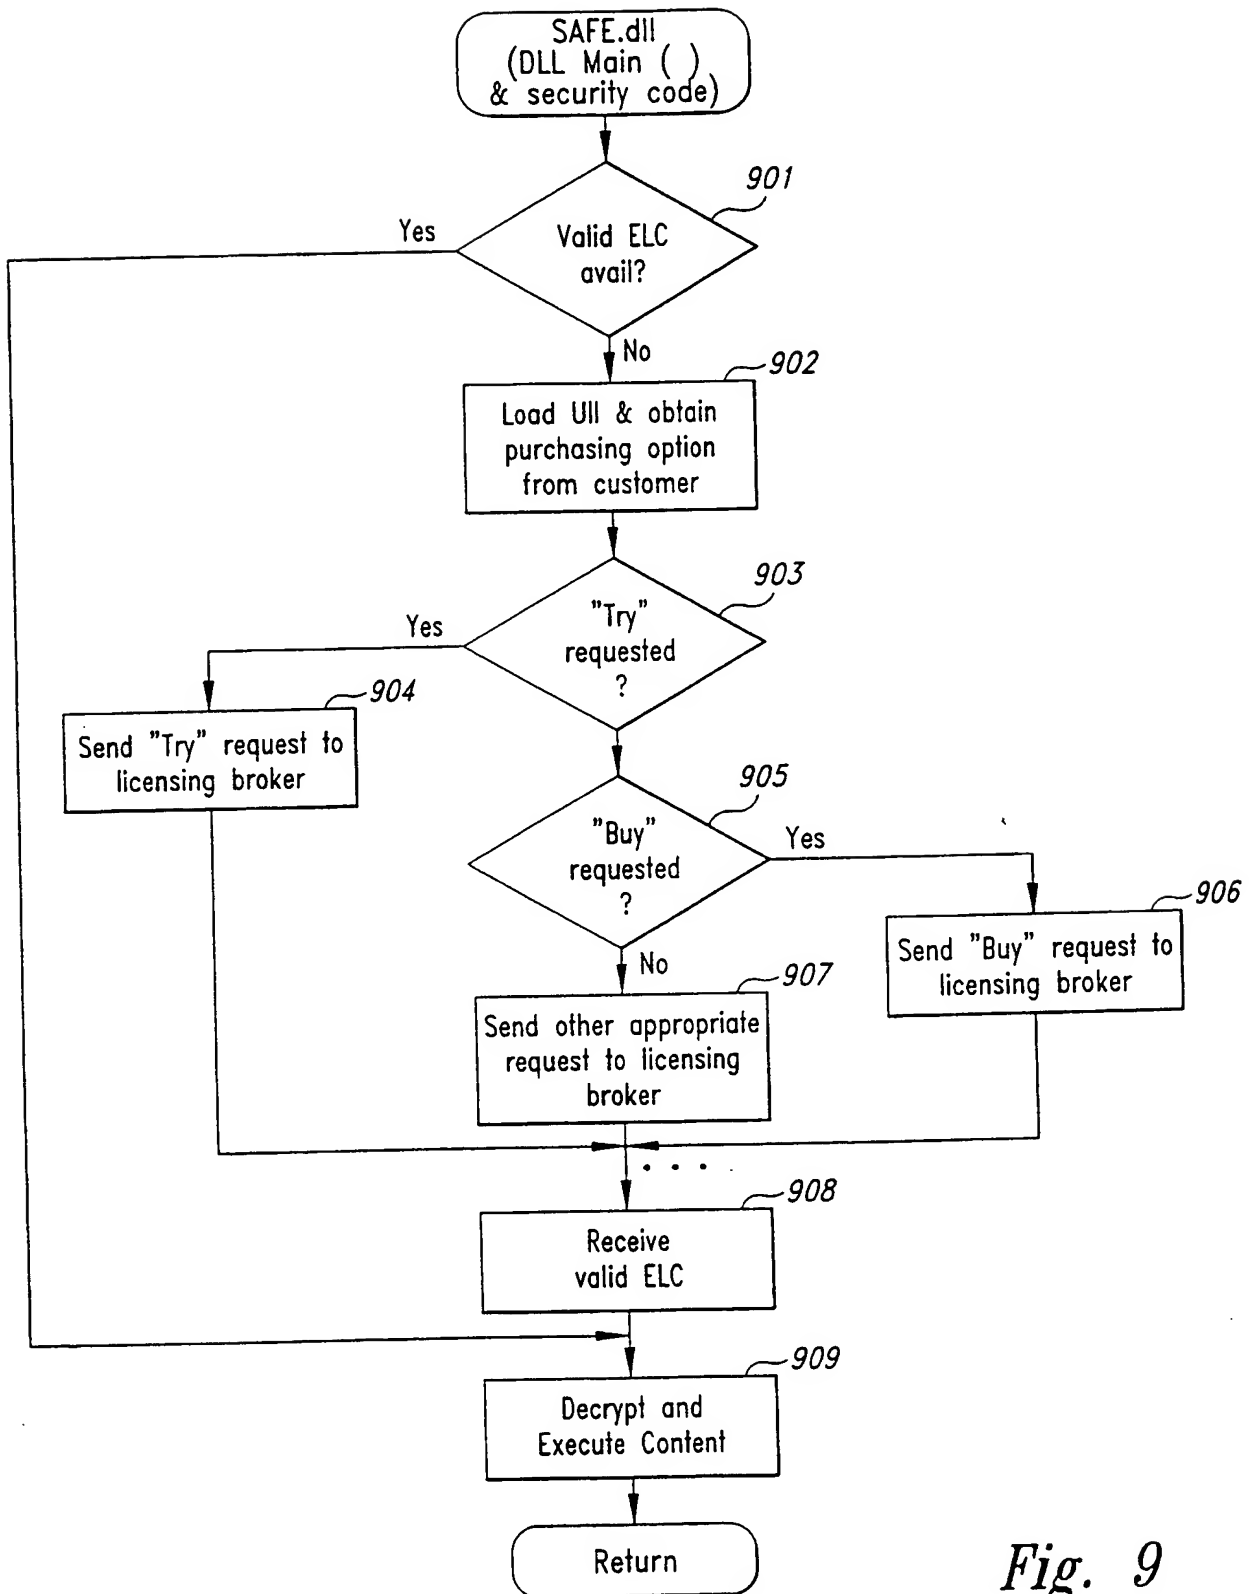 SAFE.dll
(DLL Main ( )
& security code)
901
Yes
Valid ELC
avail?
No
902
Load UII & obtain
purchasing option
from customer
903
Yes
"Try"
requested
?
904
Send "Try" request to
licensing broker
905
"Buy"
requested
?
Yes
906
Send "Buy" request to
licensing broker
No
907
Send other appropriate
request to licensing
broker
. . .
908
Receive
valid ELC
909
Decrypt and
Execute Content
Return
Fig. 9